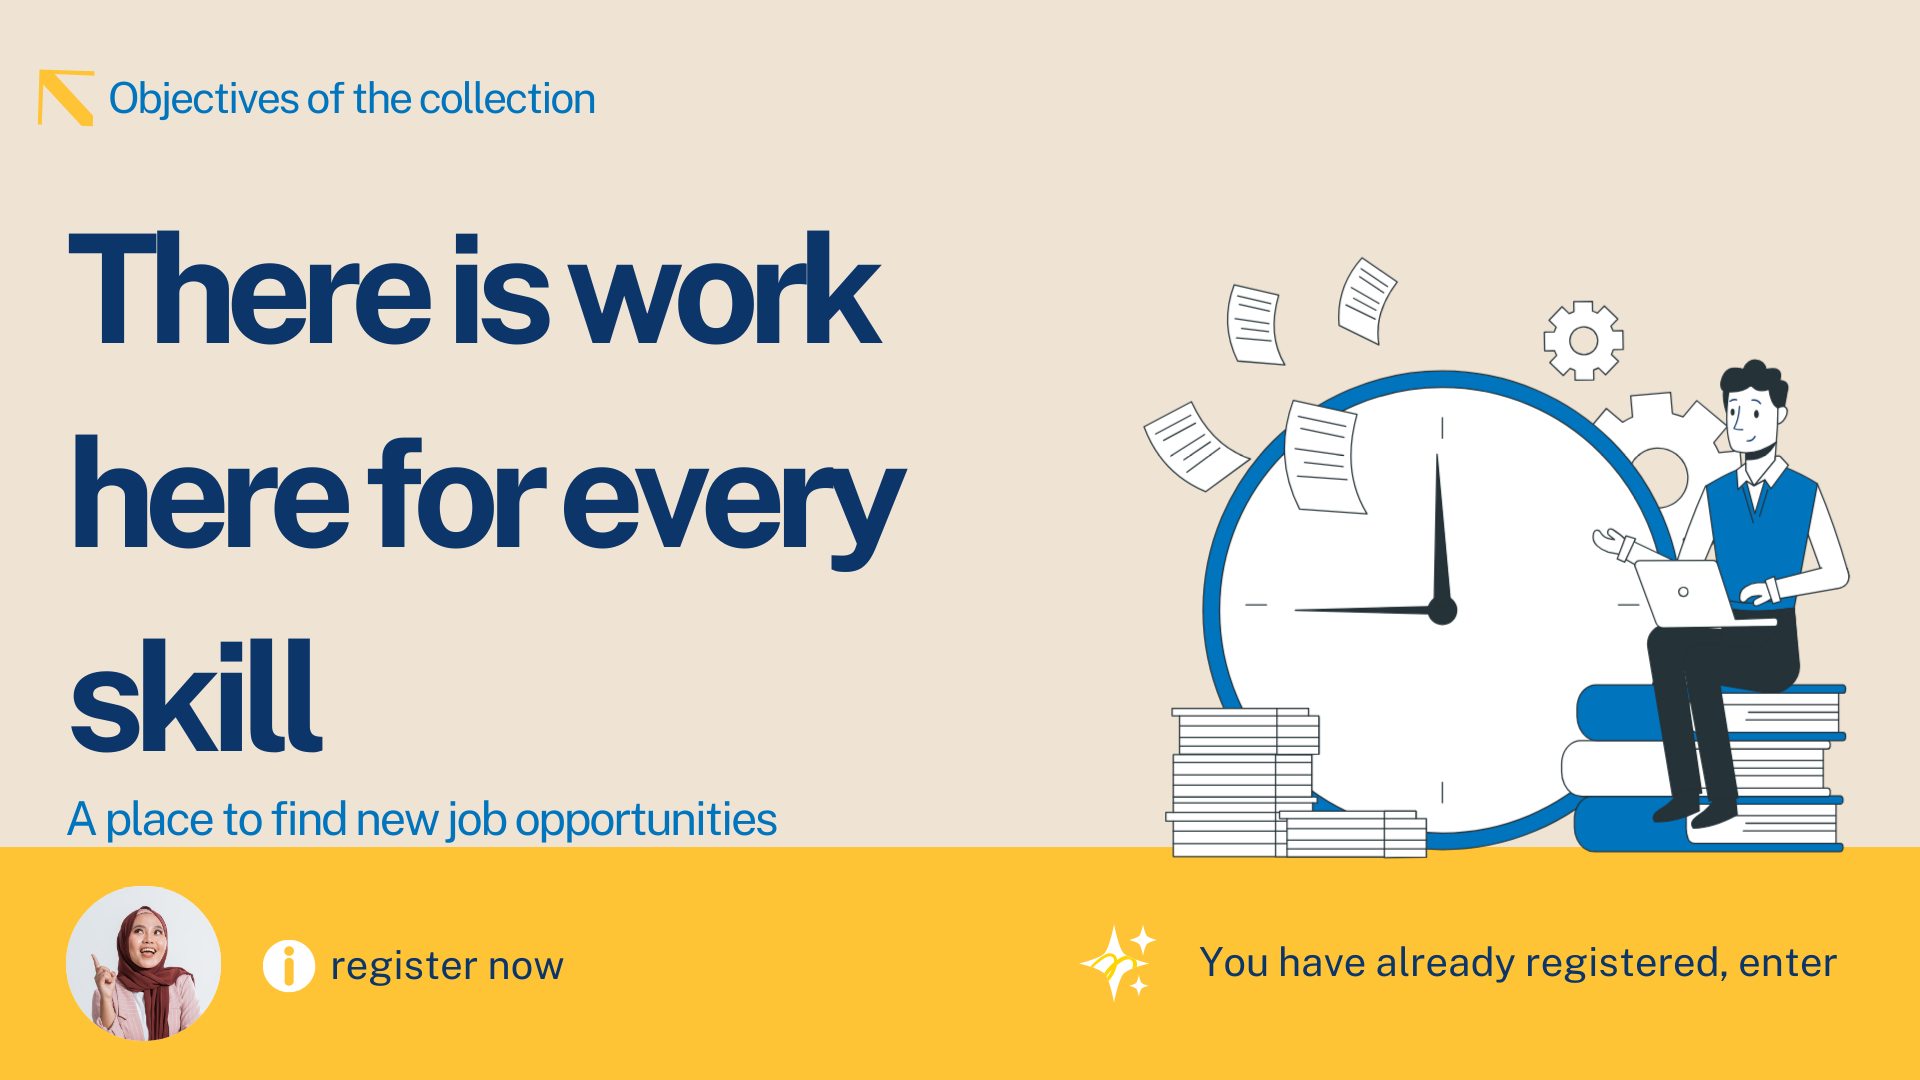 Objectives of the collection
There is work
here for every
skill
A place to find new job opportunities
register now
You have already registered, enter